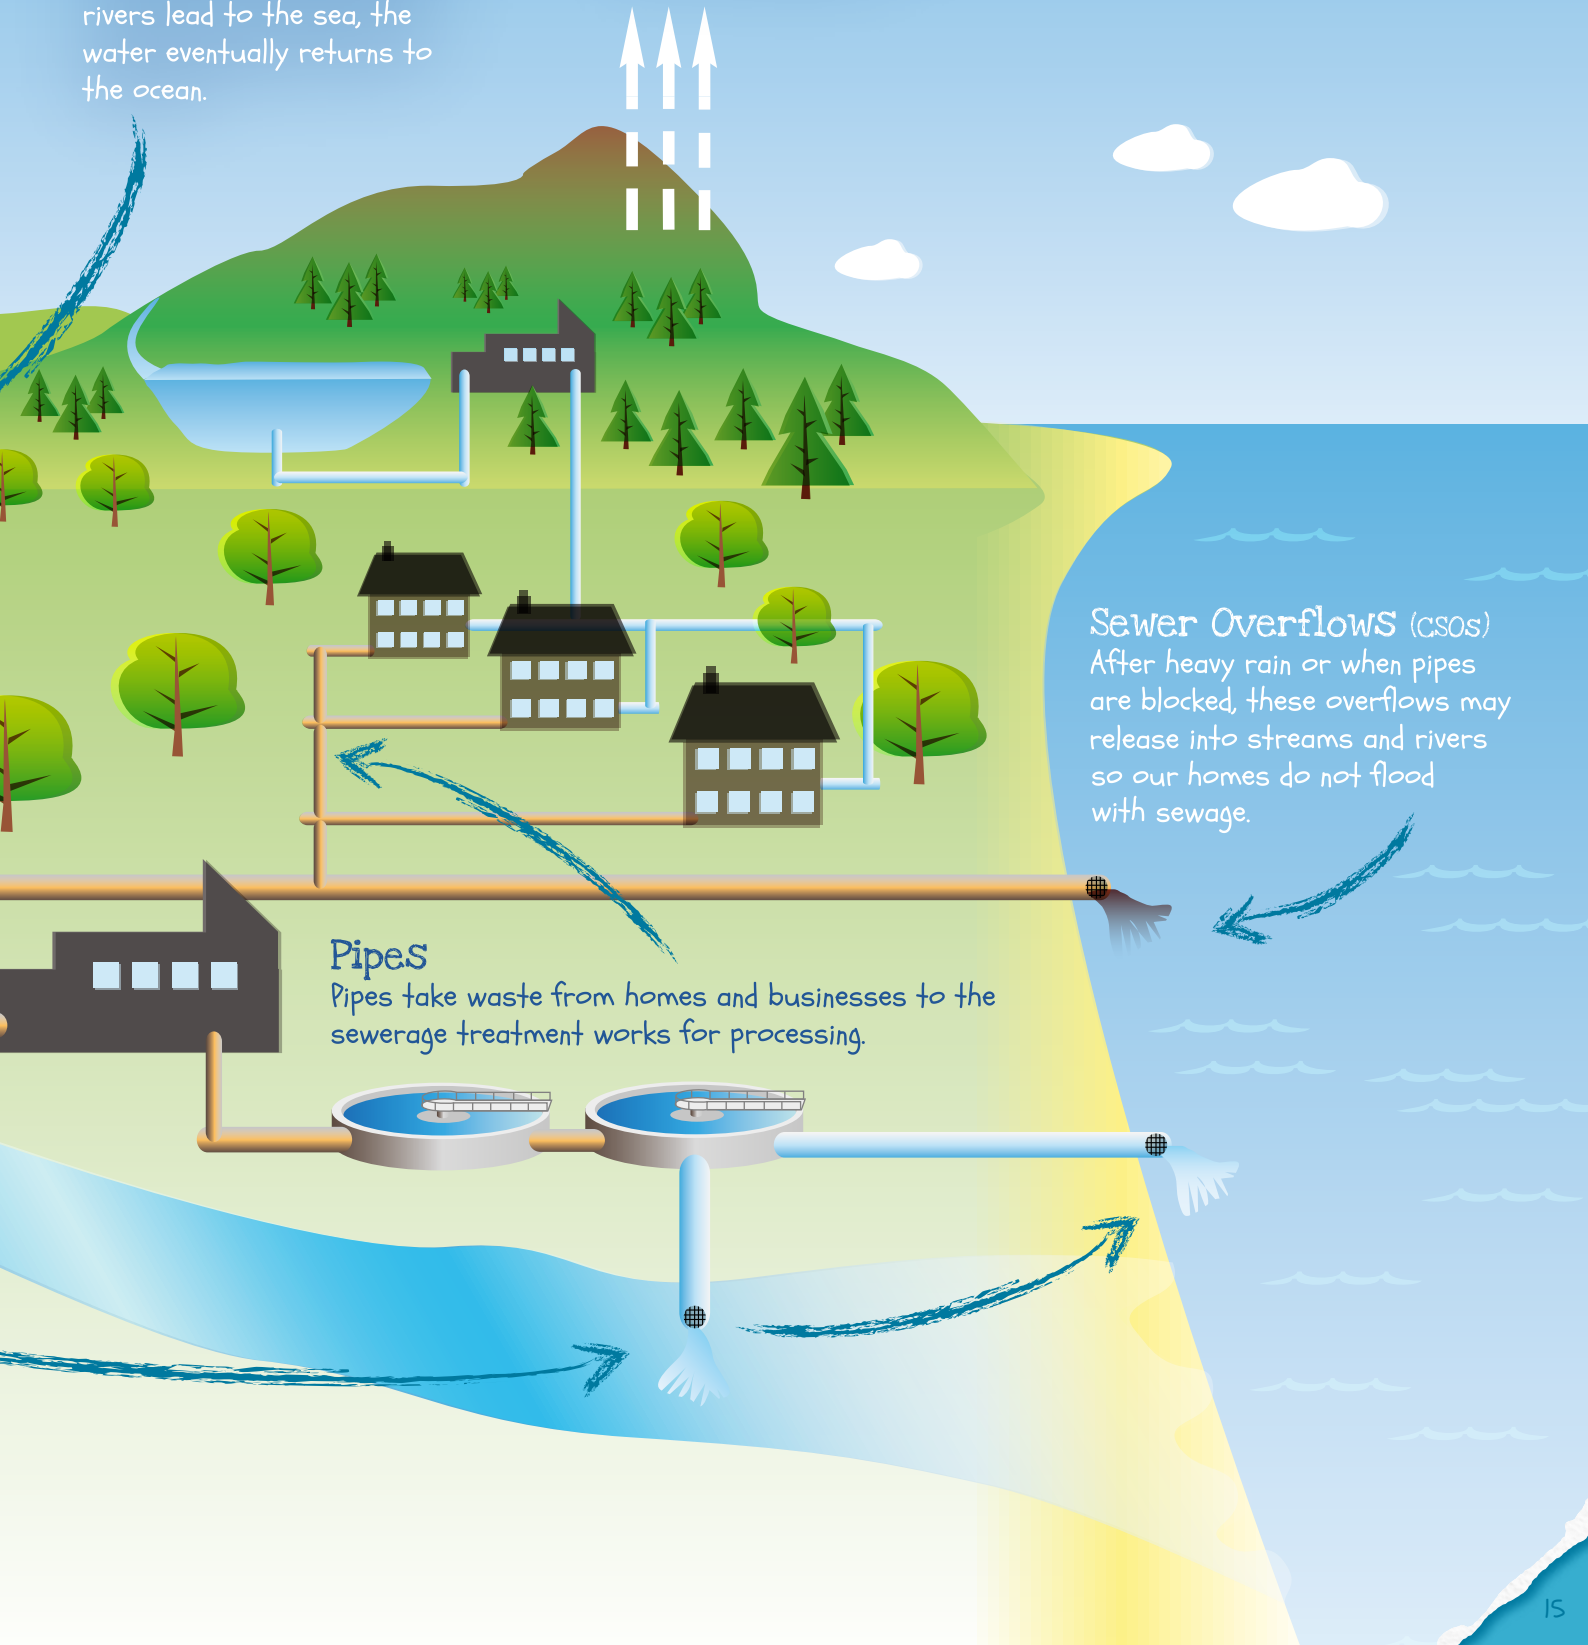 rivers lead to the sea, the
water eventually returns to
the ocean.
Sewer Overflows (CSOs)
After heavy rain or when pipes
are blocked, these overflows may
release into streams and rivers
so our homes do not flood
with sewage.
Pipes
Pipes take waste from homes and businesses to the
sewerage treatment works for processing.
15